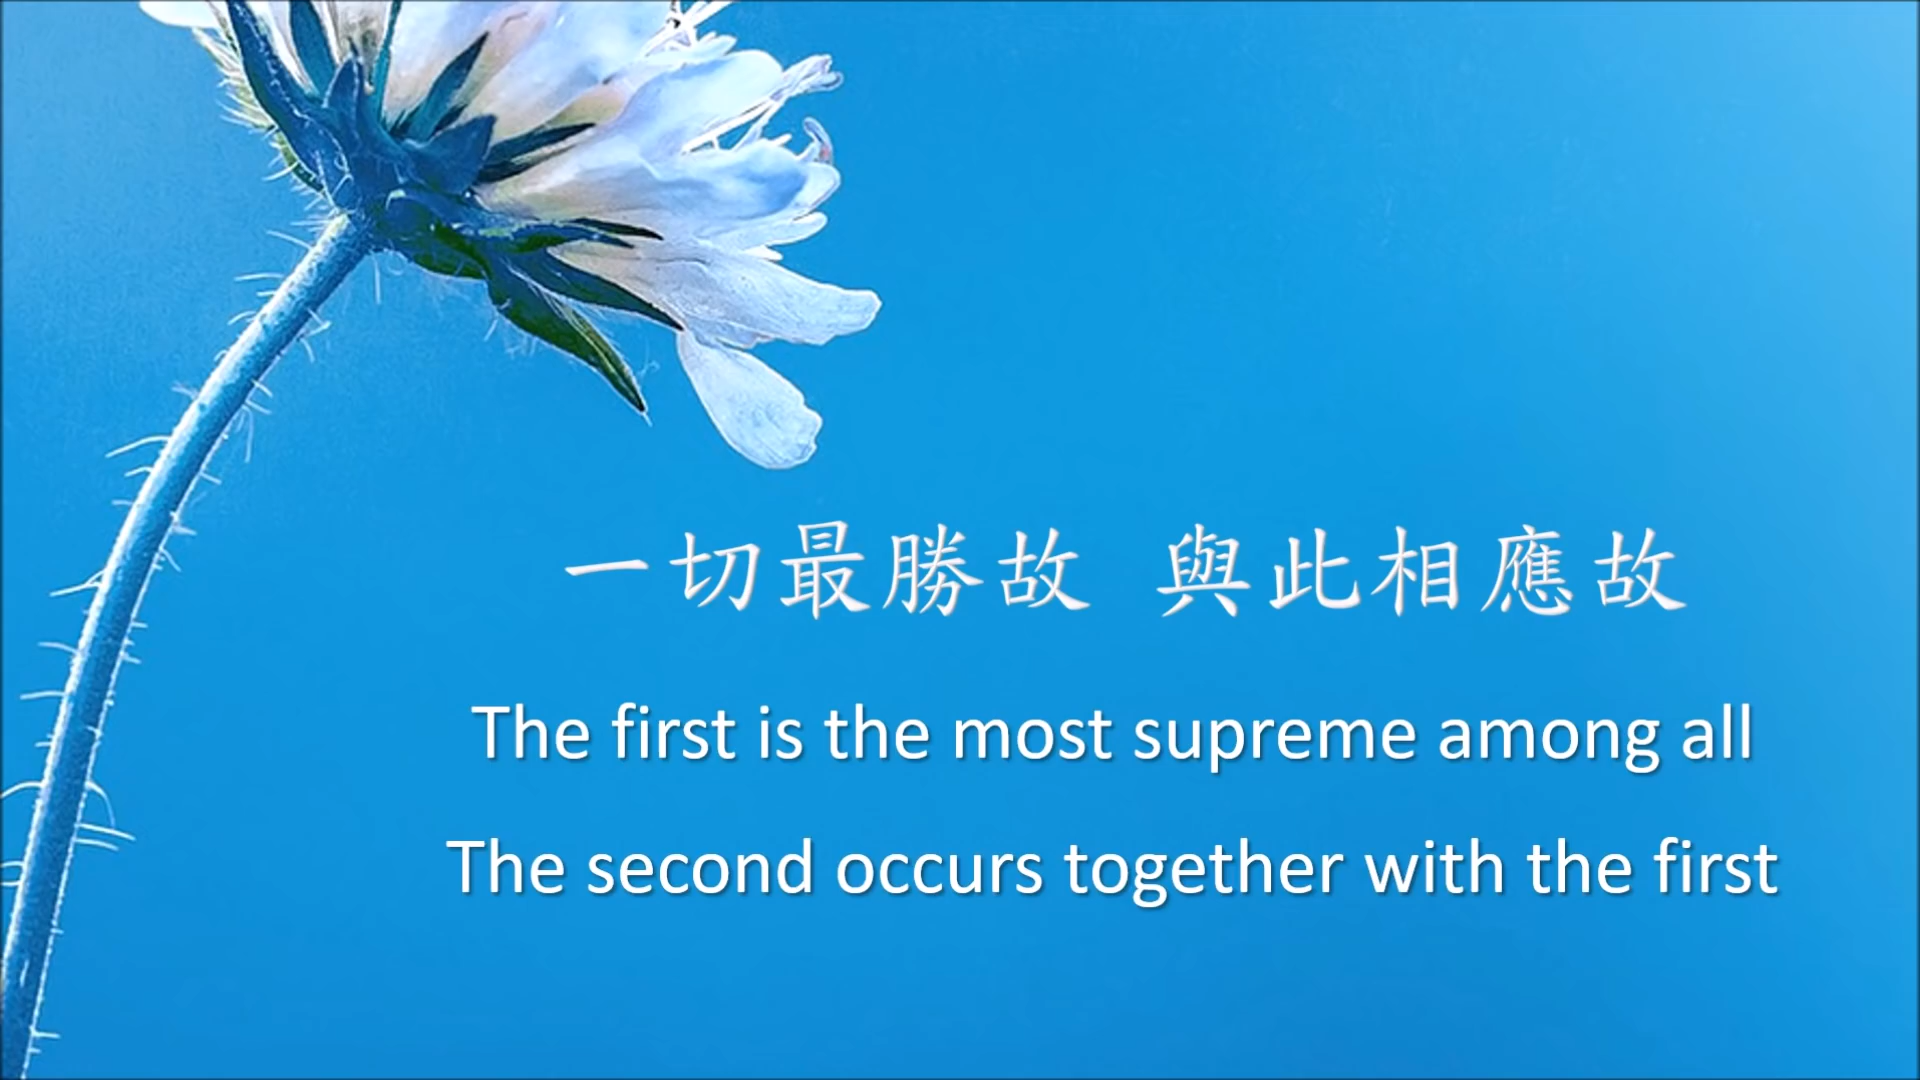 一切最勝故 與此相應故
The first is the most supreme among all
The second occurs together with the first